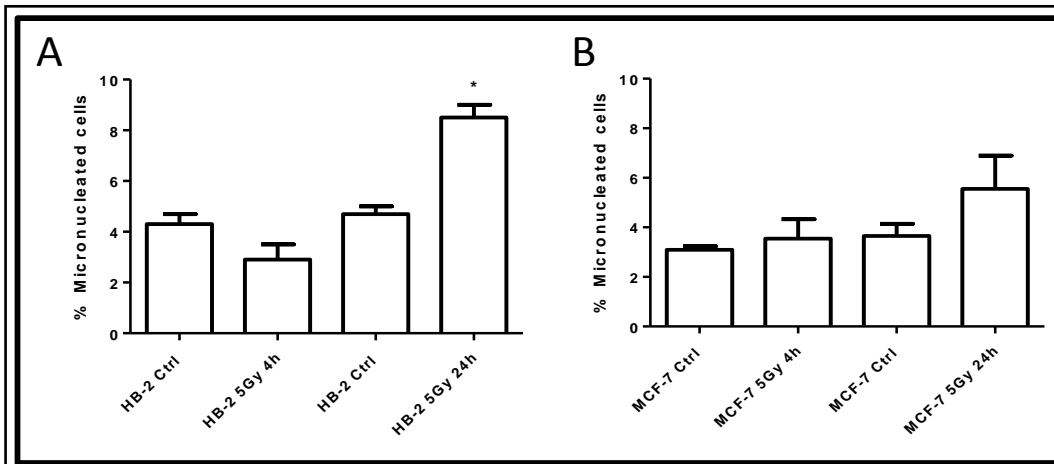 A
% Micronucleated cells
10
8
6
4
2
0
*
HB-2 Ctrl
HB-2 5Gy 4h
HB-2 Ctrl
HB-2 5Gy 24h
B
% Micronucleated cells
10
8
6
4
2
0
MCF-7 Ctrl
MCF-7 5Gy 4h
MCF-7 Ctrl
MCF-7 5Gy 24h